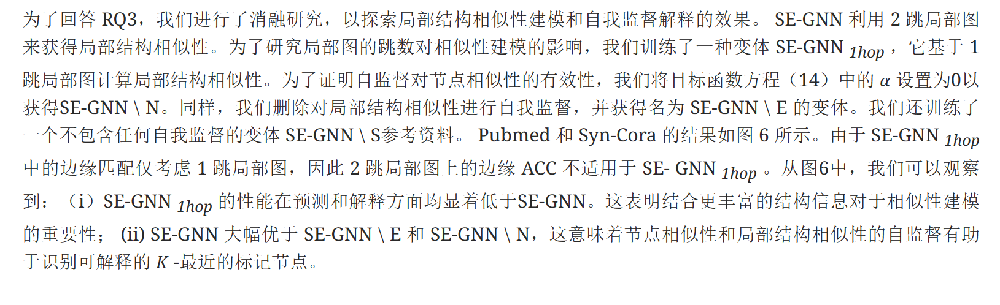 为了回答 RQ3，我们进行了消融研究，以探索局部结构相似性建模和自我监督解释的效果。 SE-GNN 利用 2 跳局部图
来获得局部结构相似性。为了研究局部图的跳数对相似性建模的影响，我们训练了一种变体 SE-GNN 1hop ，它基于 1
跳局部图计算局部结构相似性。为了证明自监督对节点相似性的有效性，我们将目标函数方程（14）中的 α 设置为0以
获得SE-GNN \ N。同样，我们删除对局部结构相似性进行自我监督，并获得名为 SE-GNN \ E 的变体。我们还训练了
一个不包含任何自我监督的变体 SE-GNN \ S参考资料。 Pubmed 和 Syn-Cora 的结果如图 6 所示。由于 SE-GNN 1hop
中的边缘匹配仅考虑 1 跳局部图，因此 2 跳局部图上的边缘 ACC 不适用于 SE- GNN 1hop 。从图6中，我们可以观察
到：（i）SE-GNN 1hop 的性能在预测和解释方面均显着低于SE-GNN。这表明结合更丰富的结构信息对于相似性建模
的重要性； (ii) SE-GNN 大幅优于 SE-GNN \ E 和 SE-GNN \ N，这意味着节点相似性和局部结构相似性的自监督有助
于识别可解释的 K -最近的标记节点。